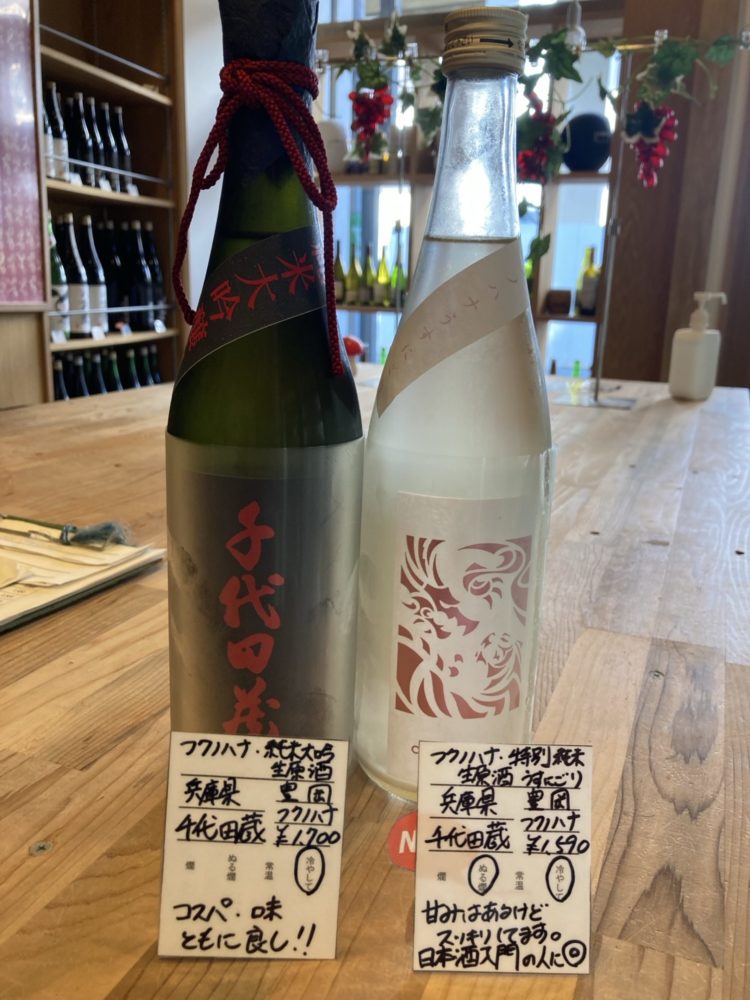 米大吟醸
千代田蔵
フクノハナ・純米大吟
生原酒
兵庫県 豊岡
フクノハナ
千代田蔵 ¥1,700
燗 ぬる燗 常温 冷やして
コスパ・味
ともに良し!!
ノハナうすに
フクノハナ・特別純米
生原酒 うすにごり
兵庫県 豊岡
フクノハナ
千代田蔵 ¥1,590
燗 ぬる燗 常温 冷やして
甘みはあるけど
スッキリしてます。
日本酒入門の人に◎
N